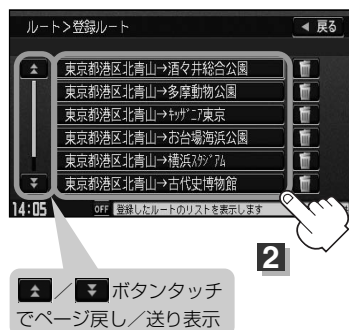 ルート>登録ルート
◀ 戻る
東京都港区北青山→酒々井総合公園
東京都港区北青山→多摩動物公園
東京都港区北青山→ｷｯｻﾞﾆｱ東京
東京都港区北青山→お台場海浜公園
東京都港区北青山→横浜ｽﾀｼﾞｱﾑ
東京都港区北青山→古代史博物館
14:05
OFF 登録したルートのリストを表示します
2
／ボタンタッチ
でページ戻し／送り表示